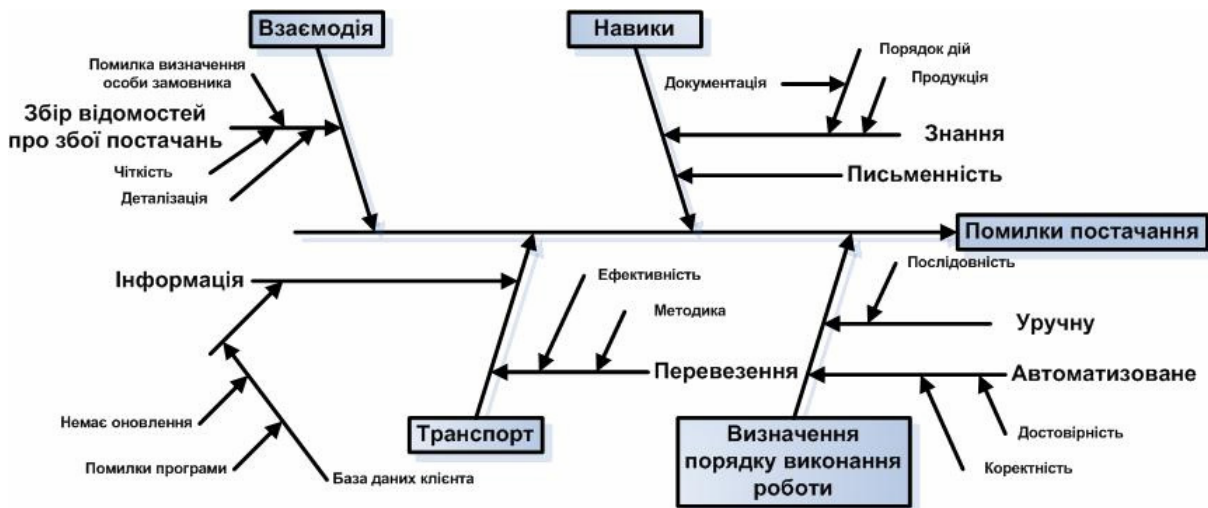 Взаємодія
Навики
Помилка визначення
особи замовника
Порядок дій
Документація
Продукція
Збір відомостей
про збої постачань
Знання
Чіткість
Письменність
Деталізація
Помилки постачання
Інформація
Ефективність
Послідовність
Методика
Уручну
Перевезення
Автоматизоване
Немає оновлення
Транспорт
Визначення
порядку виконання
роботи
Достовірність
Помилки програми
База даних клієнта
Коректність